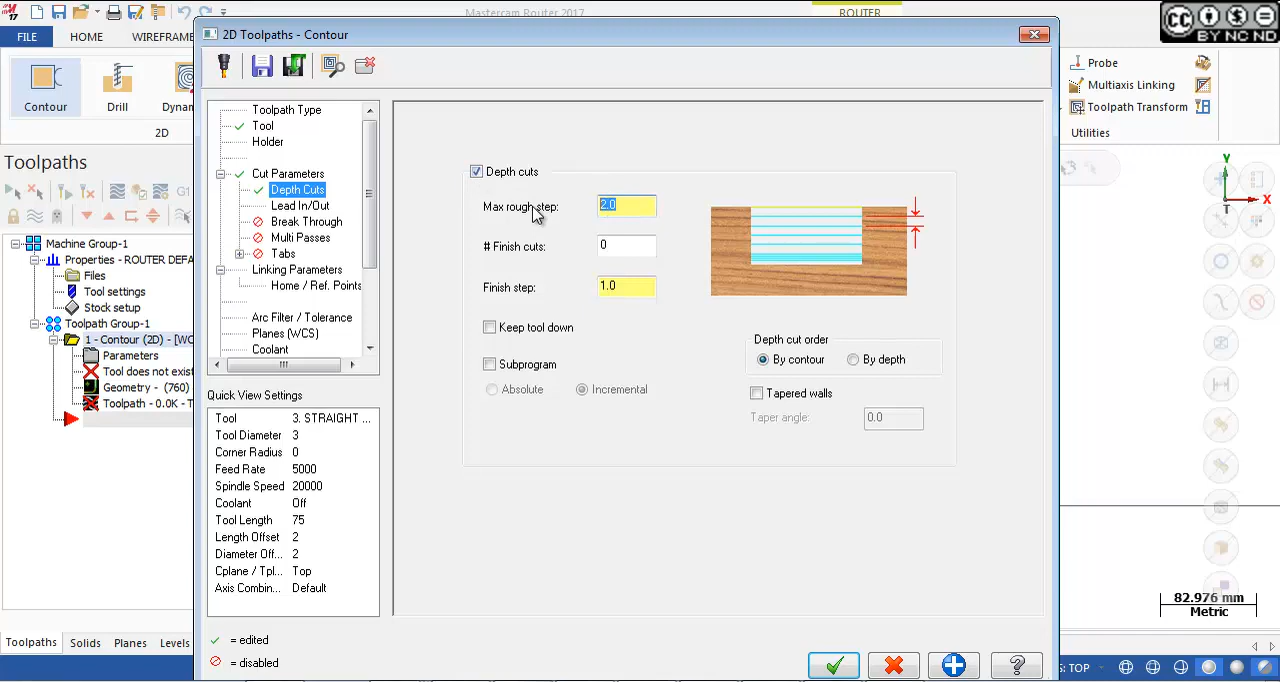 17
Mastercam Router 2017
ROUTER
CC BY NC ND
FILE
HOME
WIREFRAME
Contour
Drill
Dynam
2D
Probe
Multiaxis Linking
Toolpath Transform
Utilities
Toolpaths
G1
Machine Group-1
Properties - ROUTER DEFA
Files
Tool settings
Stock setup
Toolpath Group-1
1 - Contour (2D) - [WC
Parameters
Tool does not exist
Geometry - (760)
Toolpath - 0.0K - T
Toolpaths
Solids
Planes
Levels
2D Toolpaths - Contour
Toolpath Type
Tool
Holder
Cut Parameters
Depth Cuts
Lead In/Out
Break Through
Multi Passes
Tabs
Linking Parameters
Home / Ref. Points
Arc Filter / Tolerance
Planes (WCS)
Coolant
Quick View Settings
Tool 3. STRAIGHT ...
Tool Diameter 3
Corner Radius 0
Feed Rate 5000
Spindle Speed 20000
Coolant Off
Tool Length 75
Length Offset 2
Diameter Off... 2
Cplane / Tpl... Top
Axis Combin... Default
= edited
= disabled
Depth cuts
Max rough step: 2.0
# Finish cuts: 0
Finish step: 1.0
Keep tool down
Subprogram
Absolute
Incremental
Depth cut order
By contour
By depth
Tapered walls
Taper angle: 0.0
Y
X
T
82.976 mm
Metric
S: TOP